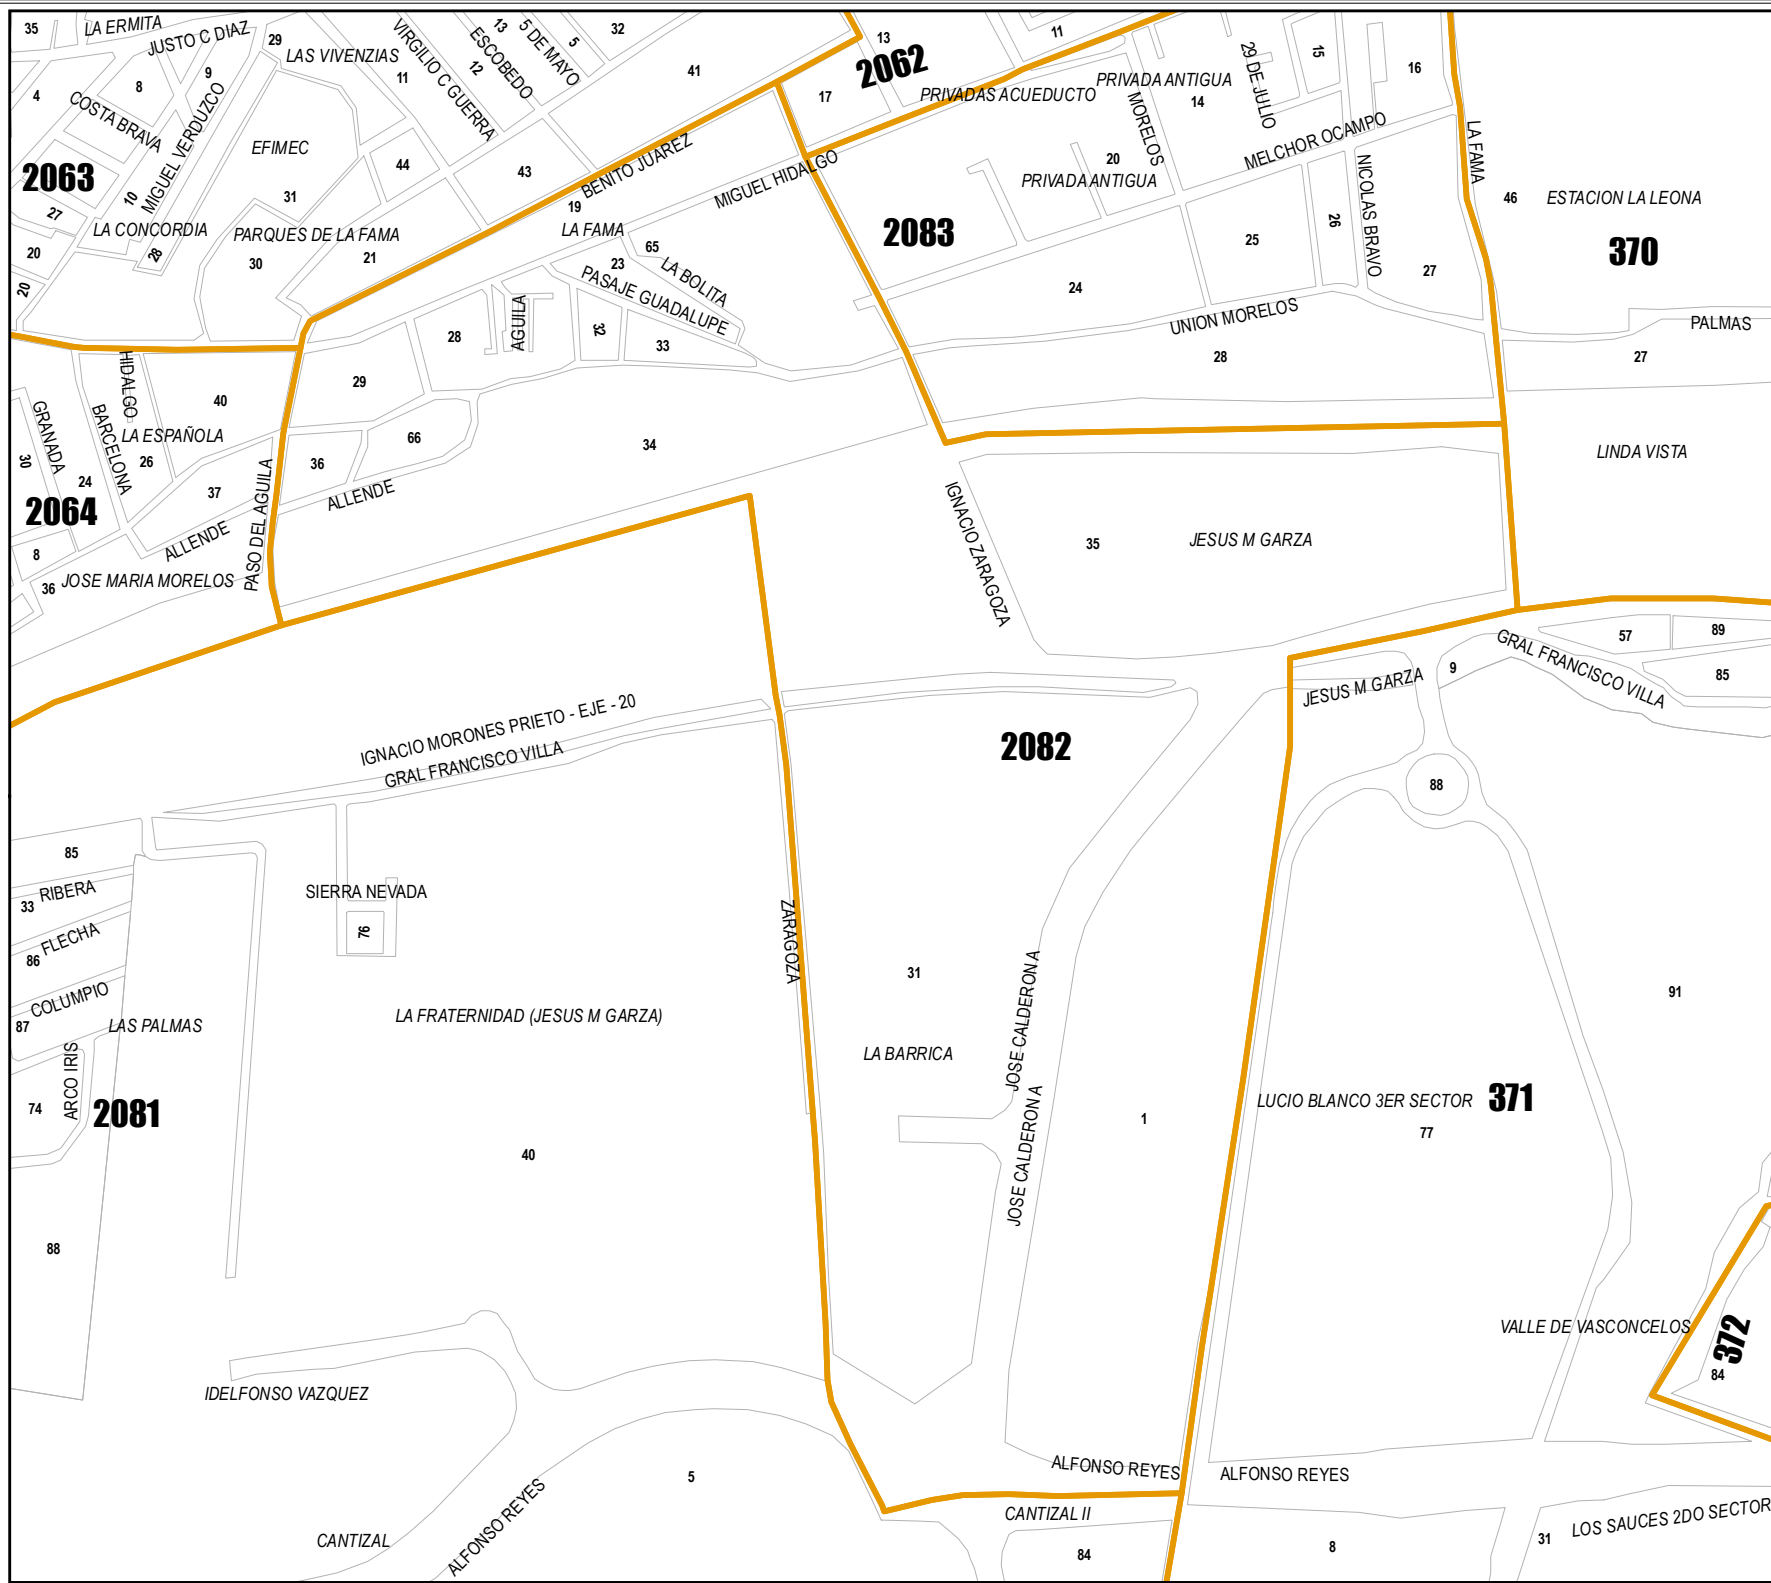 35
LA ERMITA
JUSTO C DIAZ
29
LAS VIVENZIAS
VIRGILIO C GUERRA
11
13
ESCOBEDO
12
5 DE MAYO
5
32
41
13
2062
17
11
PRIVADAS ACUEDUCTO
PRIVADA ANTIGUA
14
MORELOS
29 DE JULIO
15
16
4
8
9
COSTA BRAVA
MIGUEL VERDUZCO
EFIMEC
44
43
BENITO JUAREZ
19
MIGUEL HIDALGO
20
PRIVADA ANTIGUA
MELCHOR OCAMPO
LA FAMA
NICOLAS BRAVO
46
ESTACION LA LEONA
370
2063
10
31
27
LA CONCORDIA
28
PARQUES DE LA FAMA
30
21
LA FAMA
65
23
LA BOLITA
PASAJE GUADALUPE
2083
25
26
27
24
20
20
28
AGUILA
32
33
UNION MORELOS
28
PALMAS
27
29
HIDALGO
40
GRANADA
BARCELONA
LA ESPAÑOLA
26
66
34
30
24
37
36
ALLENDE
ALLENDE
PASO DEL AGUILA
2064
8
36
JOSE MARIA MORELOS
LINDA VISTA
IGNACIO ZARAGOZA
35
JESUS M GARZA
57
89
85
GRAL FRANCISCO VILLA
9
JESUS M GARZA
IGNACIO MORONES PRIETO - EJE - 20
GRAL FRANCISCO VILLA
2082
88
85
RIBERA
33
FLECHA
86
COLUMPIO
87
LAS PALMAS
ARCO IRIS
74
2081
88
SIERRA NEVADA
76
LA FRATERNIDAD (JESUS M GARZA)
40
ZARAGOZA
31
LA BARRICA
JOSE CALDERON A
JOSE CALDERON A
1
LUCIO BLANCO 3ER SECTOR
371
77
91
VALLE DE VASCONCELOS
372
84
IDELFONSO VAZQUEZ
CANTIZAL
ALFONSO REYES
5
ALFONSO REYES
ALFONSO REYES
CANTIZAL II
84
8
31
LOS SAUCES 2DO SECTOR